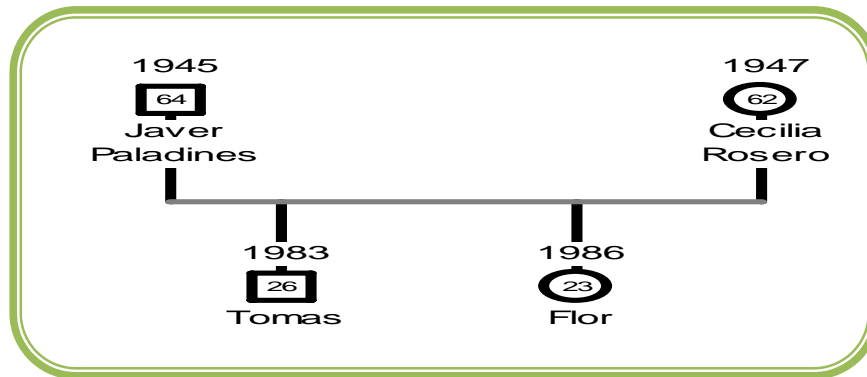 1945 1947
64 62
Javer Cecilia
Paladines Rosero
1983 1986
26 23
Tomas Flor